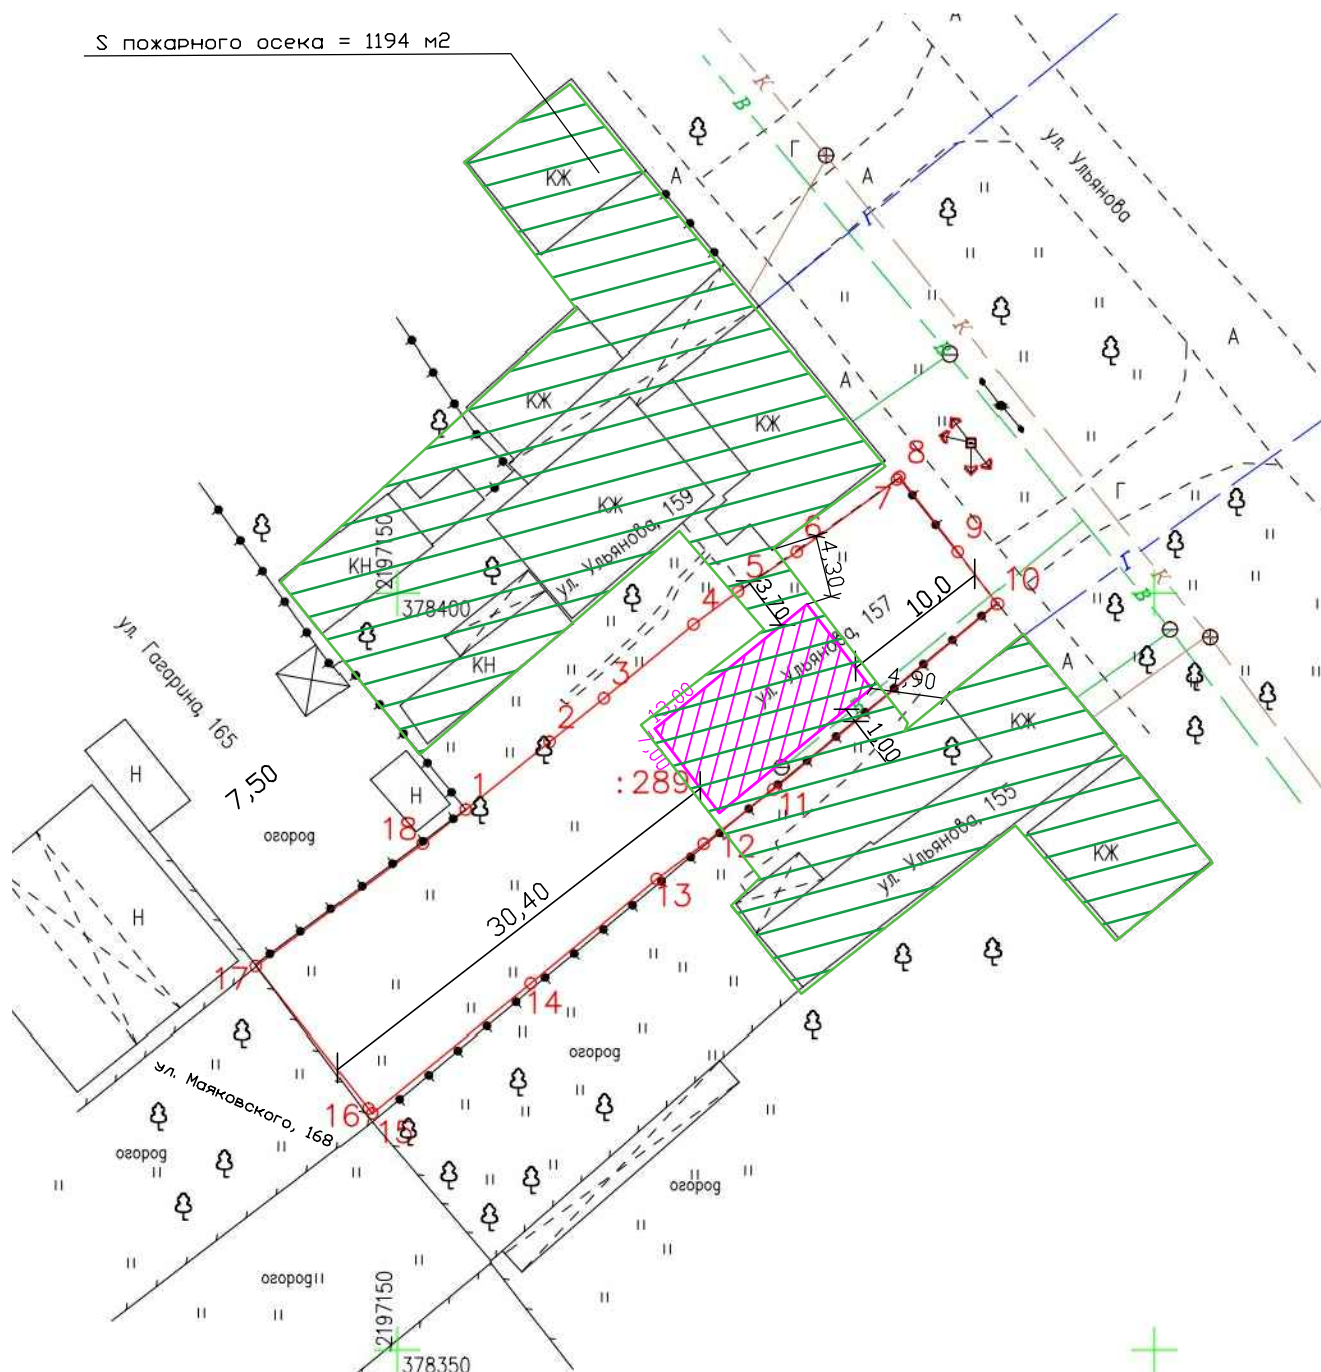 S пожарного осека = 1194 м2
А
К
В
Г
А
А
ул. Ульянова
КЖ
Г
К
А
А
КЖ
КЖ
8
7
Г
КЖ
ул. Ульянова, 159
2197150
КН
6
9
5
4,30
Г
К
10
В
4
3,70
10,0
378400
ул. Ульянова, 157
КН
А
3
4,90
ул. Гагарина, 165
2
КЖ
1,00
Н
7,50
:289
1
Н
11
ул. Ульянова, 155
18
огород
12
КЖ
13
30,40
Н
17
14
огород
ул. Маяковского, 168
16
15
огород
огород
огород
2197150
378350